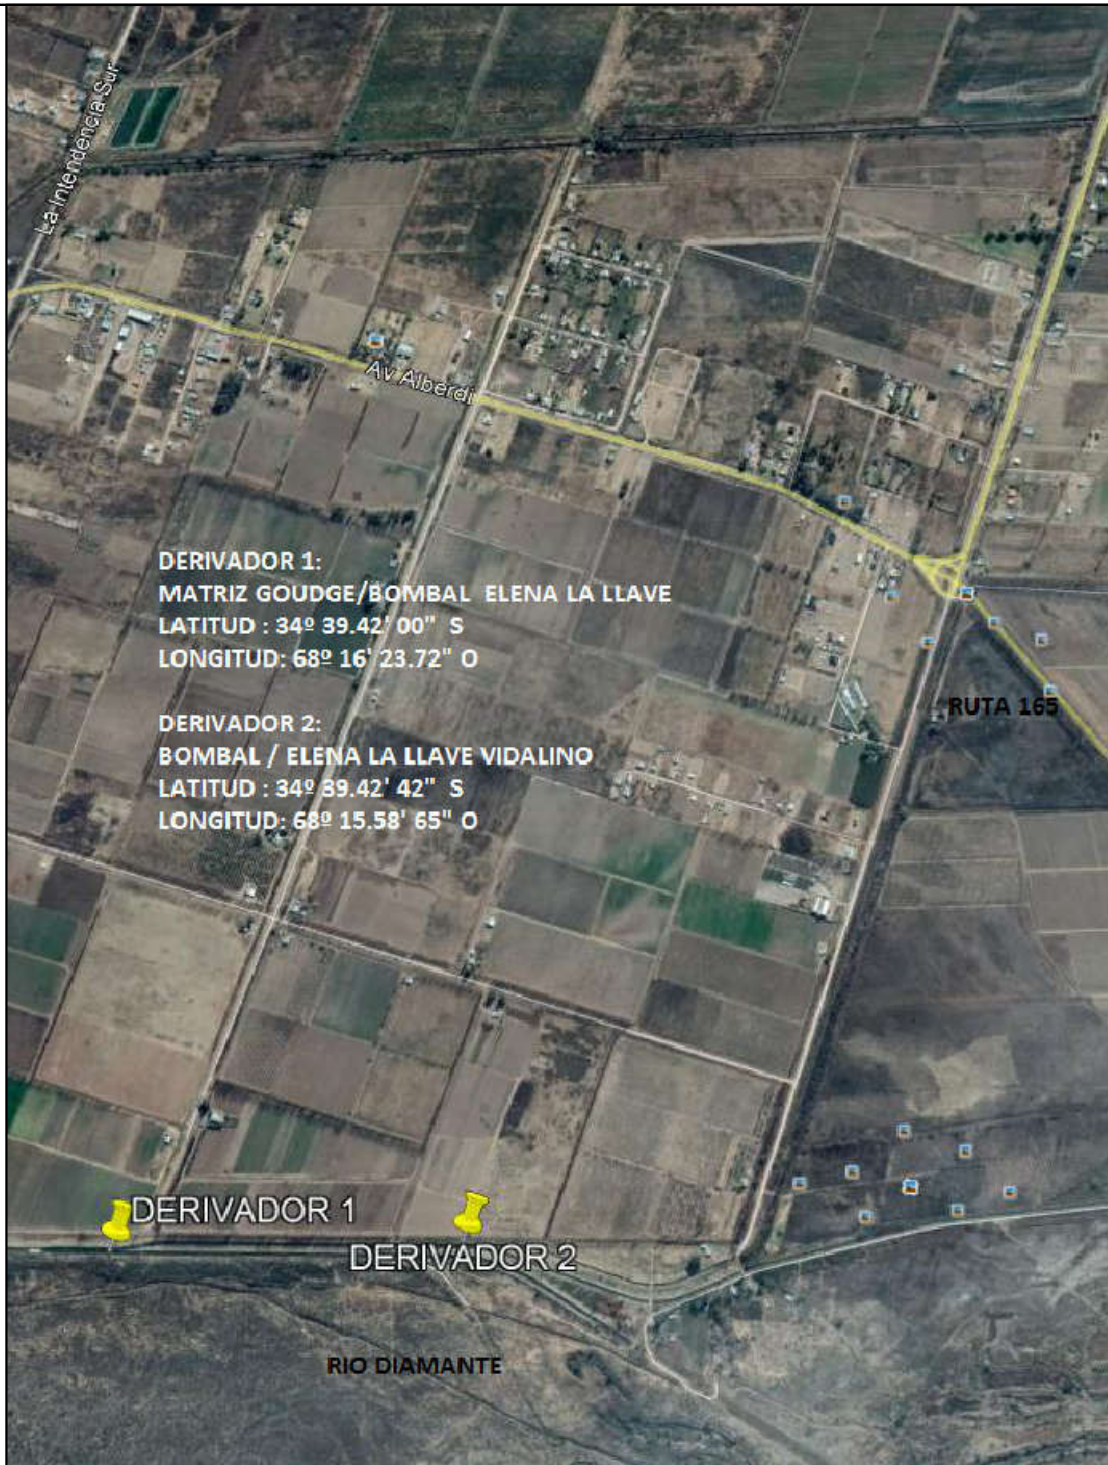 La Intendencia Sur
Av Alberdi
DERIVADOR 1:
MATRIZ GOUDGE/BOMBAL ELENA LA LLAVE
LATITUD : 34º 39.42' 00" S
LONGITUD: 68º 16' 23.72" O
RUTA 165
DERIVADOR 2:
BOMBAL / ELENA LA LLAVE VIDALINO
LATITUD : 34º 39.42' 42" S
LONGITUD: 68º 15.58' 65" O
DERIVADOR 1
DERIVADOR 2
RIO DIAMANTE